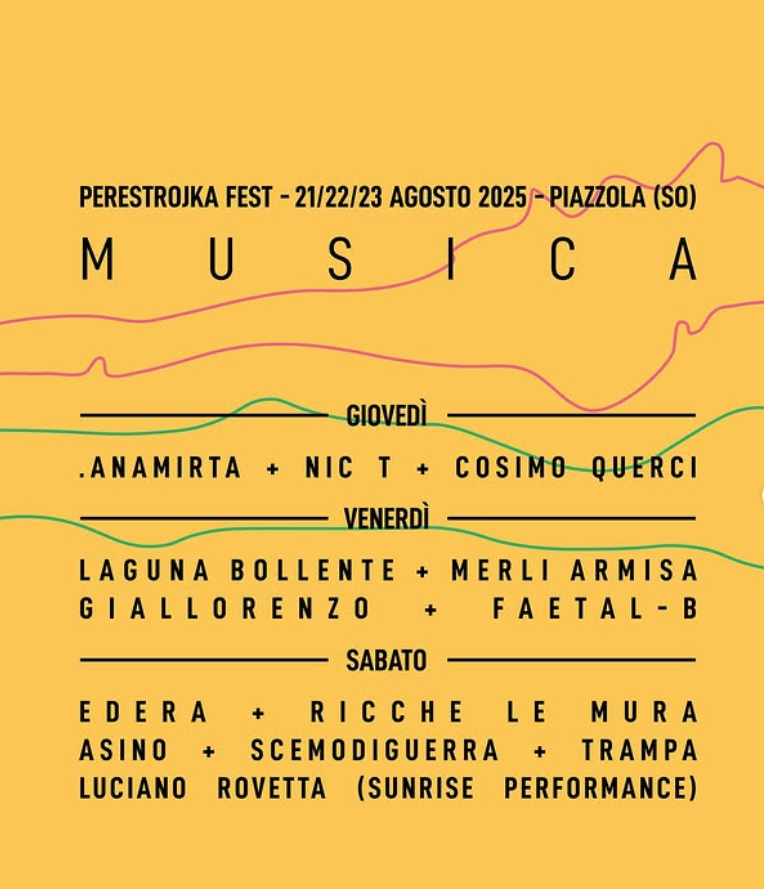 PERESTROJKA FEST - 21/22/23 AGOSTO 2025 - PIAZZOLA (SO)
MUSICA
GIOVEDÌ
.ANAMIRTA + NIC T + COSIMO QUERCI
VENERDÌ
LAGUNA BOLLENTE + MERLI ARMISA
GIALLORENZO + FAETAL-B
SABATO
EDERA + RICCHE LE MURA
ASINO + SCEMODIGUERRA + TRAMPA
LUCIANO ROVETTA (SUNRISE PERFORMANCE)